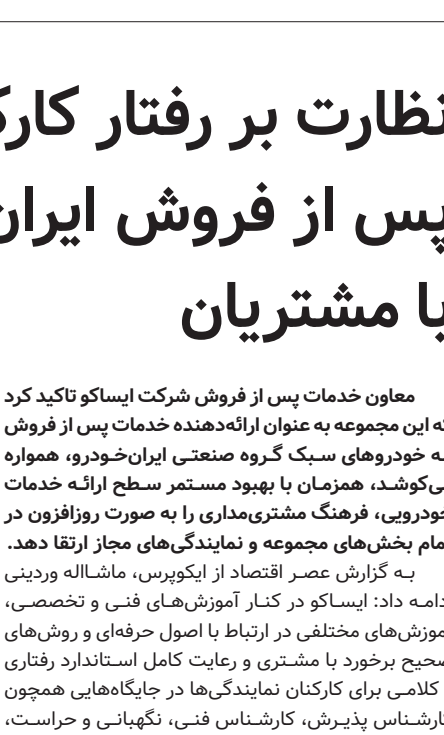 نظارت بر رفتار کارک
پس از فروش ایران
با مشتریان
معاون خدمات پس از فروش شرکت ایساکو تاکید کرد
که این مجموعه به عنوان ارائه‌دهنده خدمات پس از فروش
به خودروهای سبک گروه صنعتی ایران‌خودرو، همواره
می‌کوشد، همزمان با بهبود مستمر سطح ارائه خدمات
خودرویی، فرهنگ مشتری‌مداری را به صورت روزافزون در
تمام بخش‌های مجموعه و نمایندگی‌های مجاز ارتقا دهد.
به گزارش عصر اقتصاد از ایکوپرس، ماشااله وردینی
ادامه داد: ایساکو در کنار آموزش‌های فنی و تخصصی،
آموزش‌های مختلفی در ارتباط با اصول حرفه‌ای و روش‌های
صحیح برخورد با مشتری و رعایت کامل استاندارد رفتاری
کلامی برای کارکنان نمایندگی‌ها در جایگاه‌هایی همچون
کارشناس پذیرش، کارشناس فنی، نگهبانی و حراست،